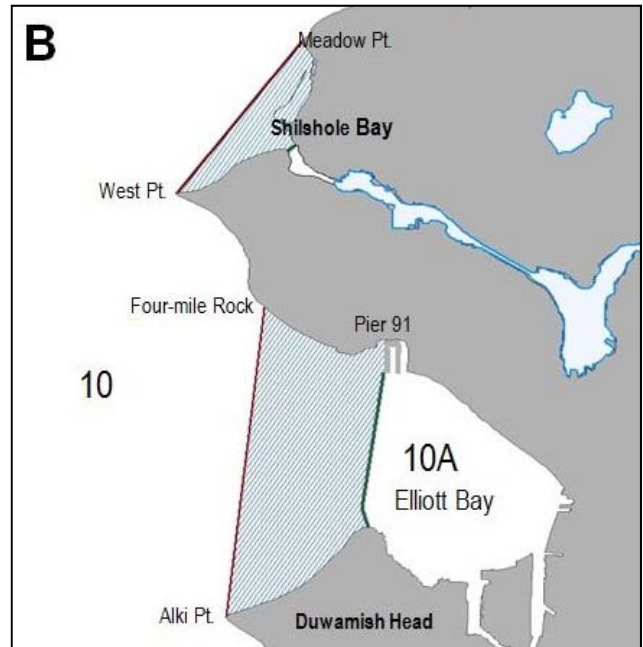 B
Meadow Pt.
Shilshole Bay
West Pt.
Four-mile Rock
Pier 91
10
10A
Elliott Bay
Alki Pt.
Duwamish Head